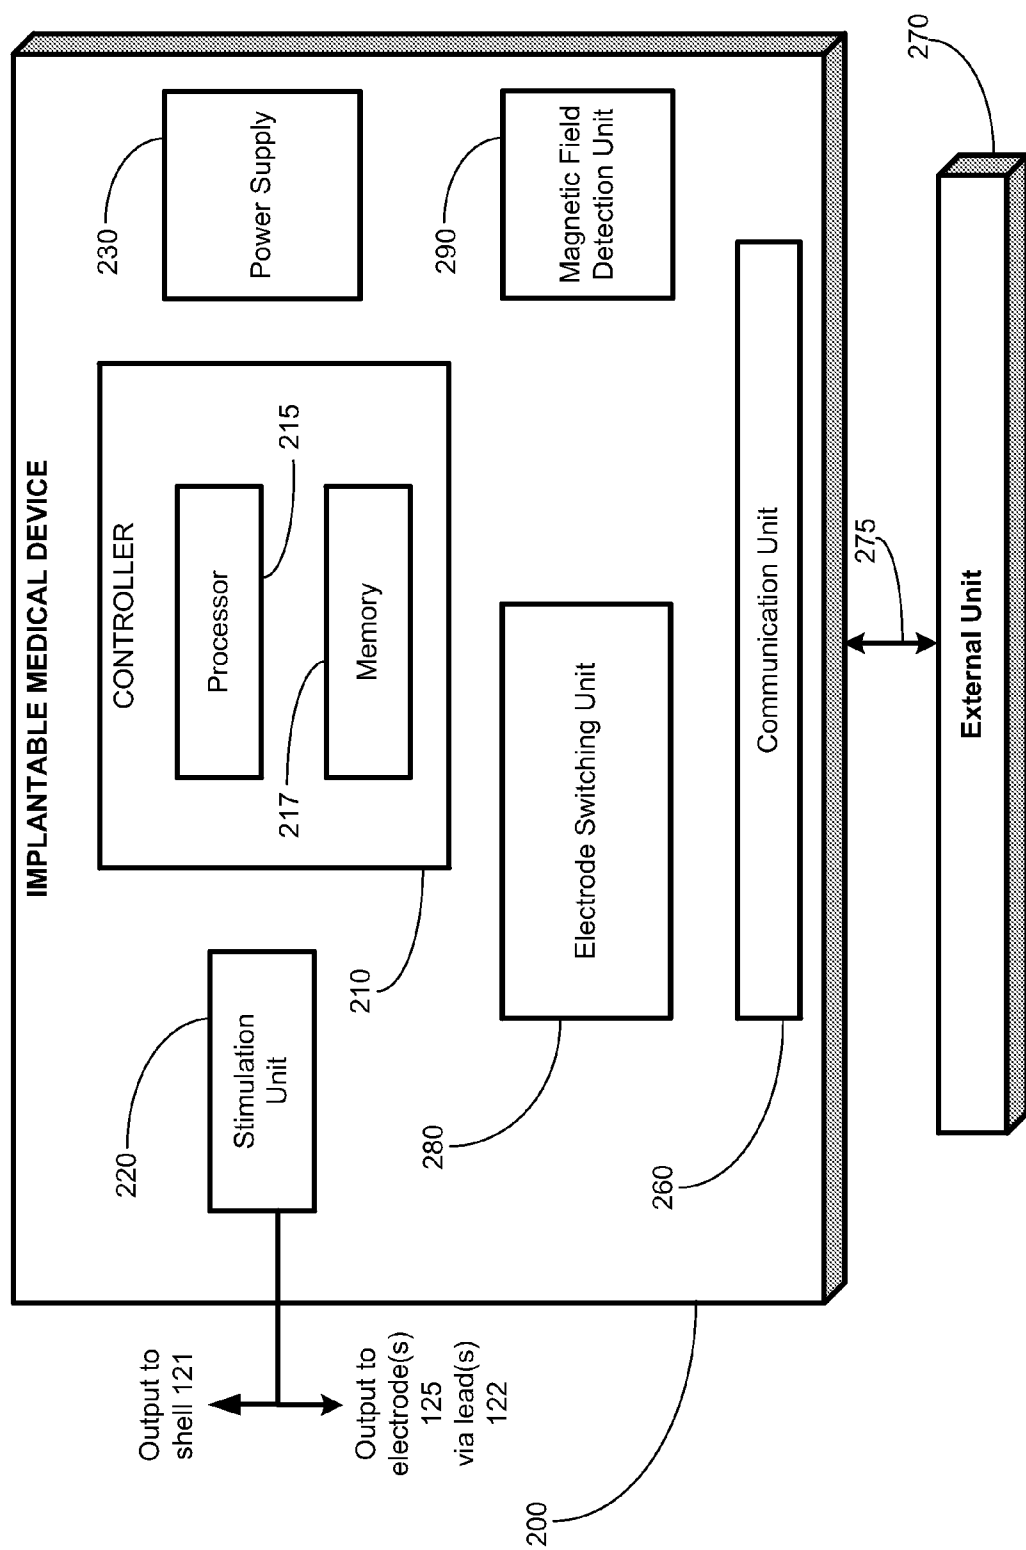 IMPLANTABLE MEDICAL DEVICE
CONTROLLER
Processor
215
217
Memory
210
220
Stimulation
Unit
230
Power Supply
Output to
shell 121
Output to
electrode(s)
125
via lead(s)
122
280
Electrode Switching Unit
290
Magnetic Field
Detection Unit
260
Communication Unit
200
275
270
External Unit